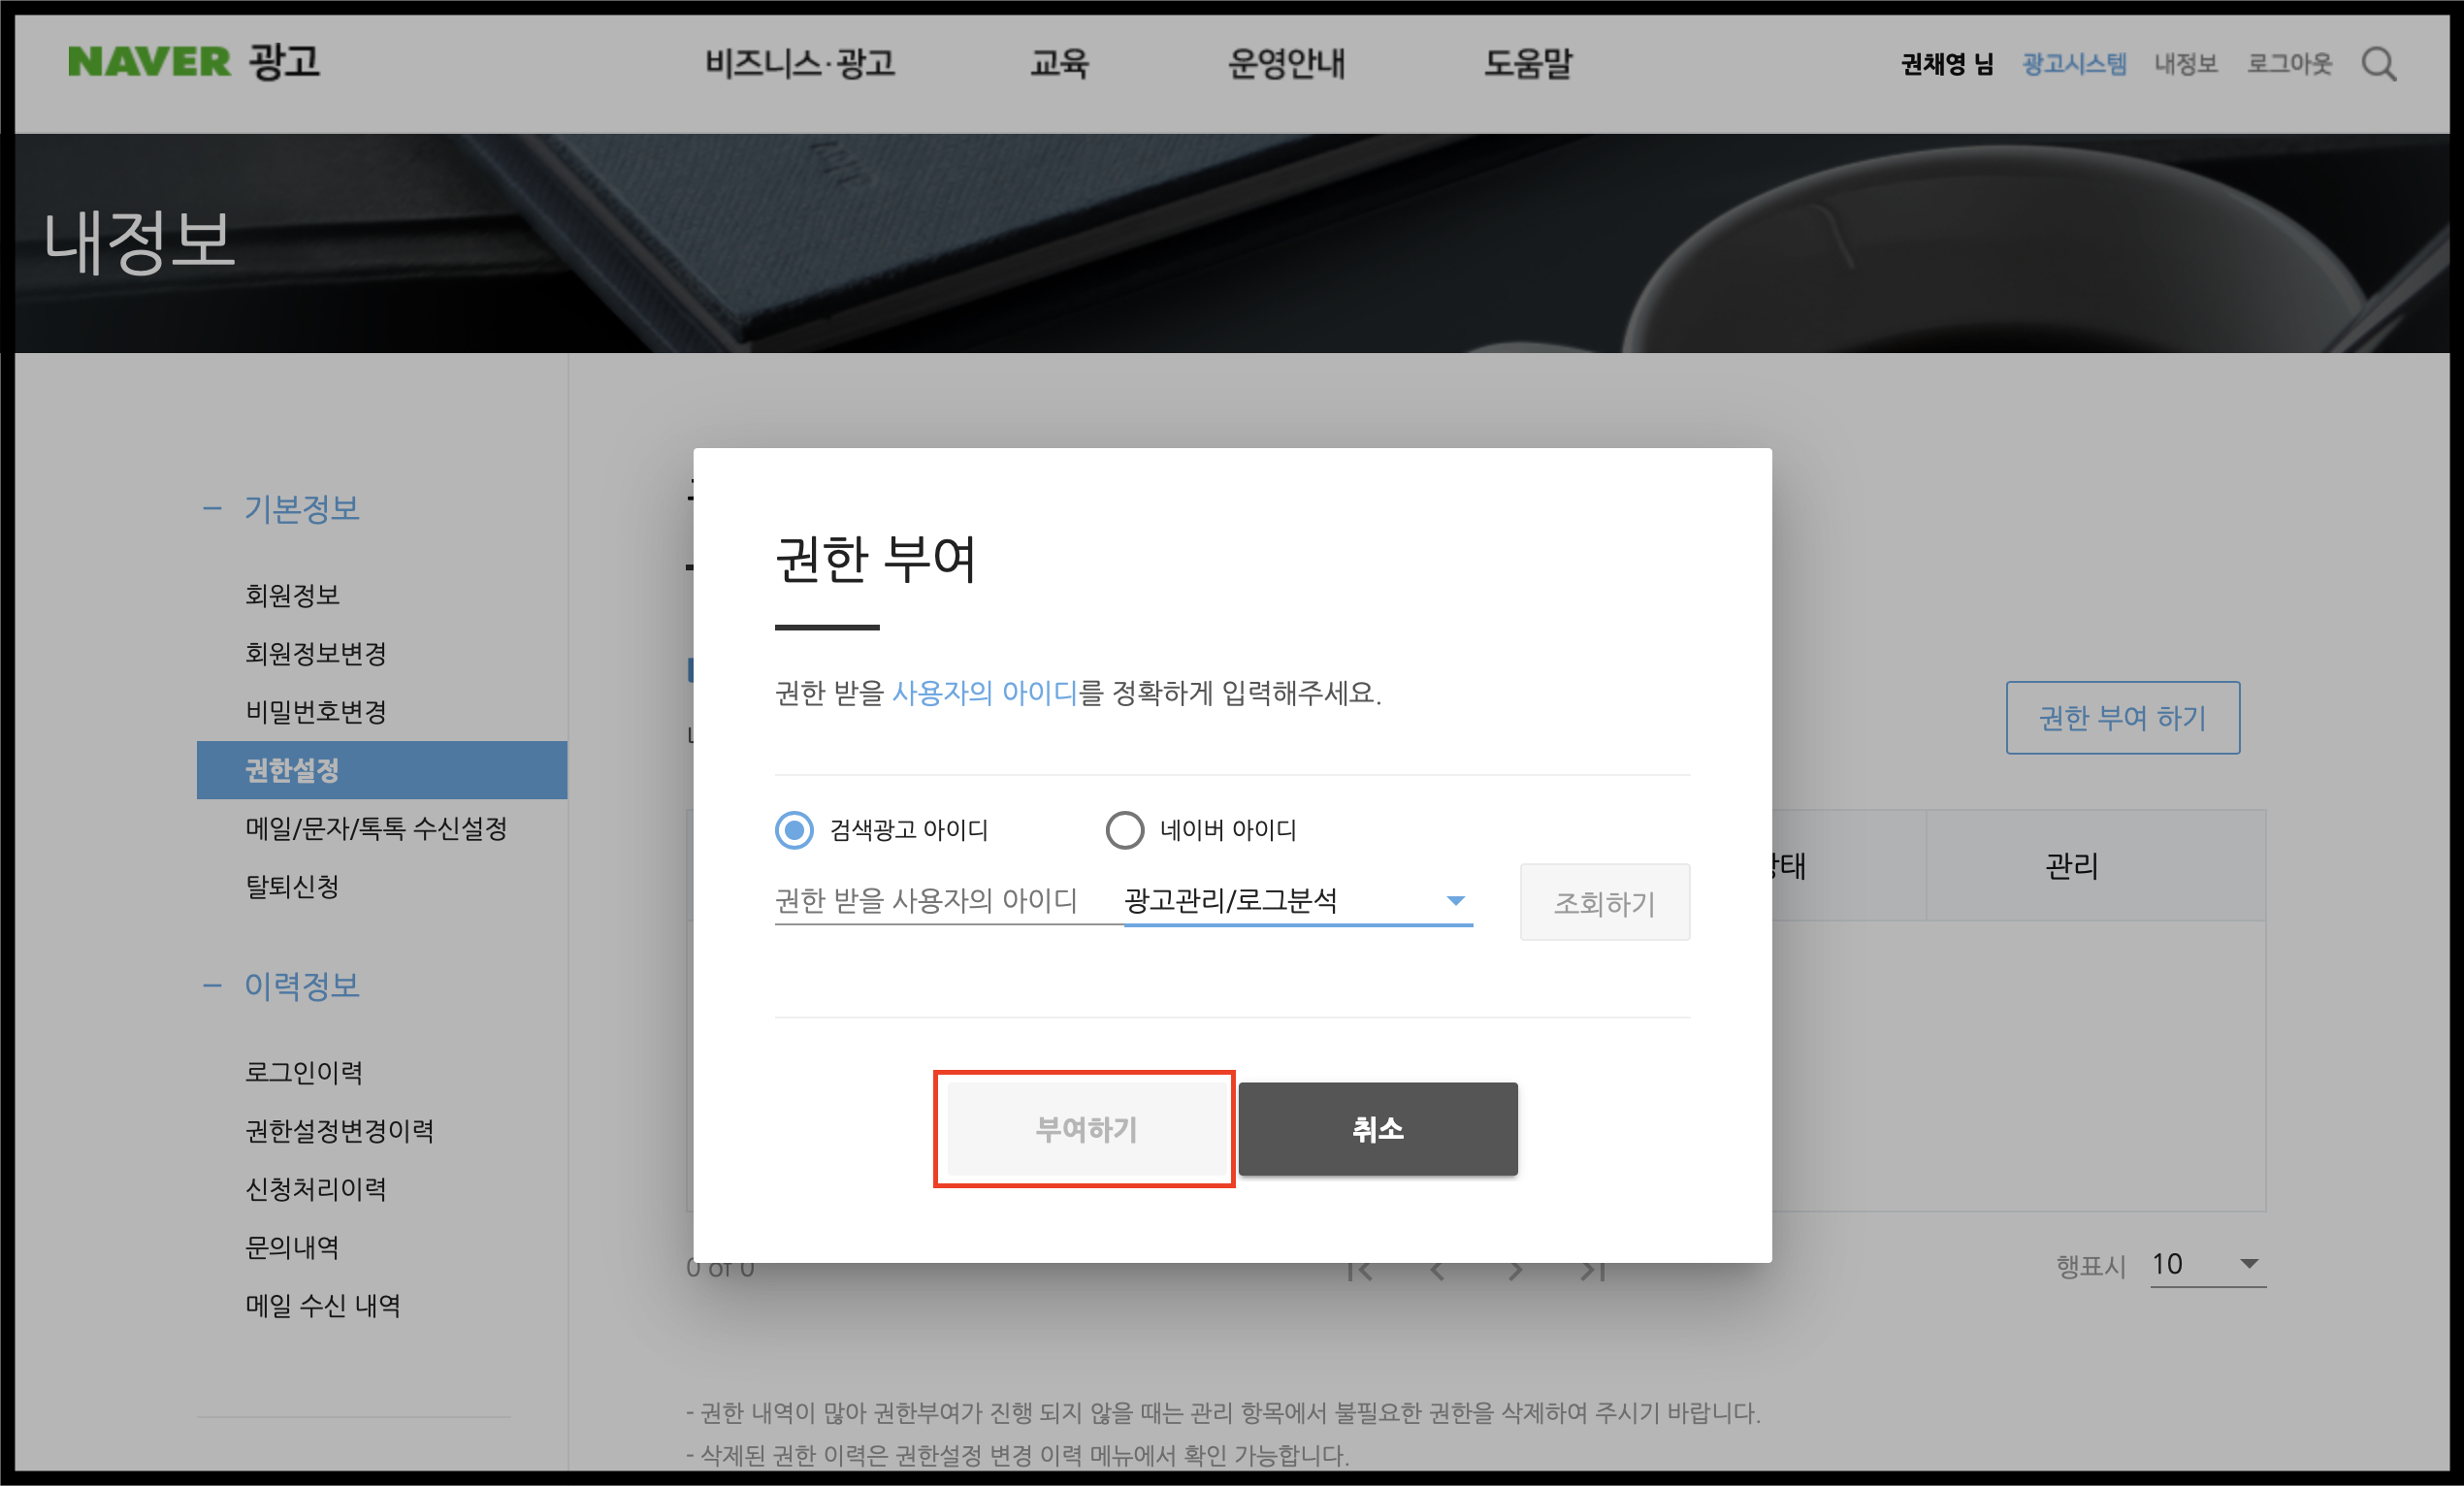 NAVER 광고
비즈니스·광고
교육
운영안내
도움말
권채영 님
광고시스템
내정보
로그아웃
내정보
기본정보
회원정보
회원정보변경
비밀번호변경
권한설정
메일/문자/톡톡 수신설정
탈퇴신청
이력정보
로그인이력
권한설정변경이력
신청처리이력
문의내역
메일 수신 내역
권한 부여 하기
관리
권한 부여
권한 받을 사용자의 아이디를 정확하게 입력해주세요.
검색광고 아이디
네이버 아이디
권한 받을 사용자의 아이디
광고관리/로그분석
조회하기
부여하기
취소
0 of 0
행표시 10
- 권한 내역이 많아 권한부여가 진행 되지 않을 때는 관리 항목에서 불필요한 권한을 삭제하여 주시기 바랍니다.
- 삭제된 권한 이력은 권한설정 변경 이력 메뉴에서 확인 가능합니다.